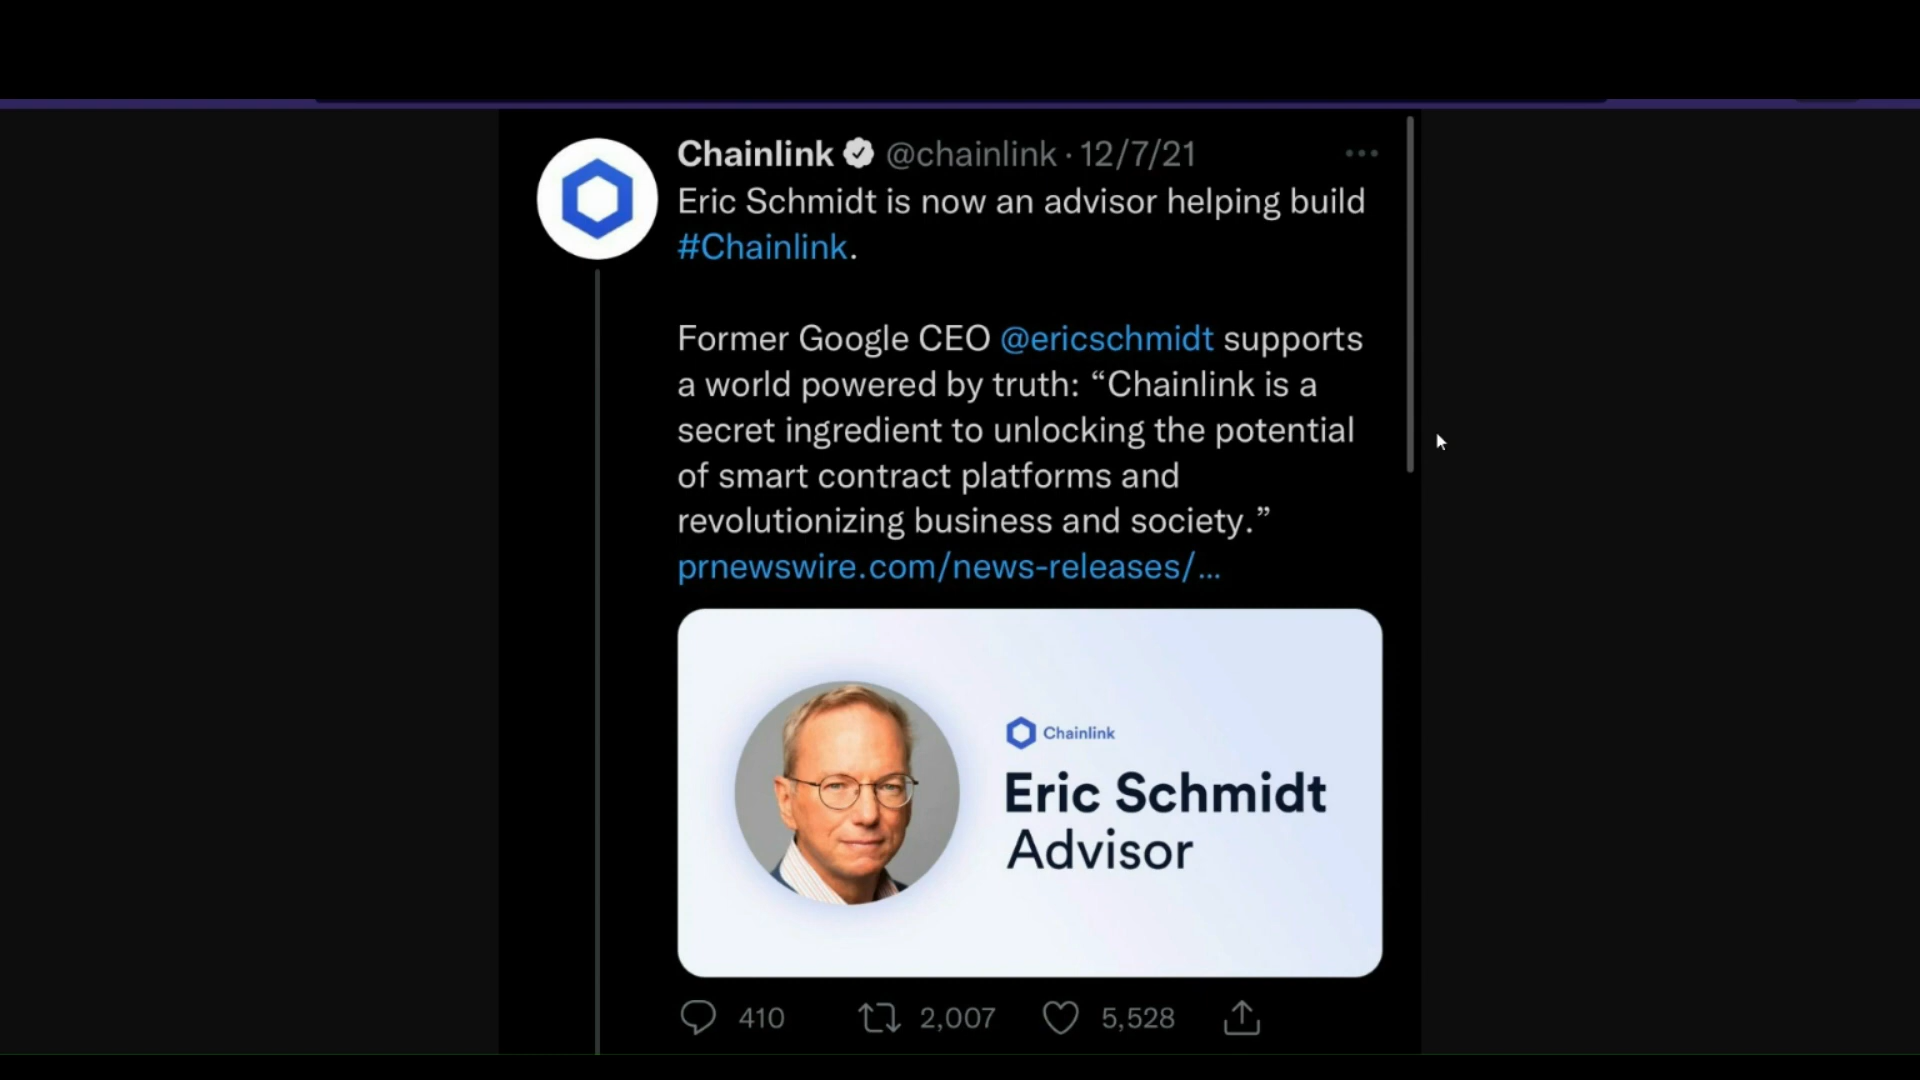 Chainlink @chainlink · 12/7/21
Eric Schmidt is now an advisor helping build
#Chainlink.
Former Google CEO @ericschmidt supports
a world powered by truth: “Chainlink is a
secret ingredient to unlocking the potential
of smart contract platforms and
revolutionizing business and society.”
prnewswire.com/news-releases/...
Chainlink
Eric Schmidt
Advisor
410 2,007 5,528